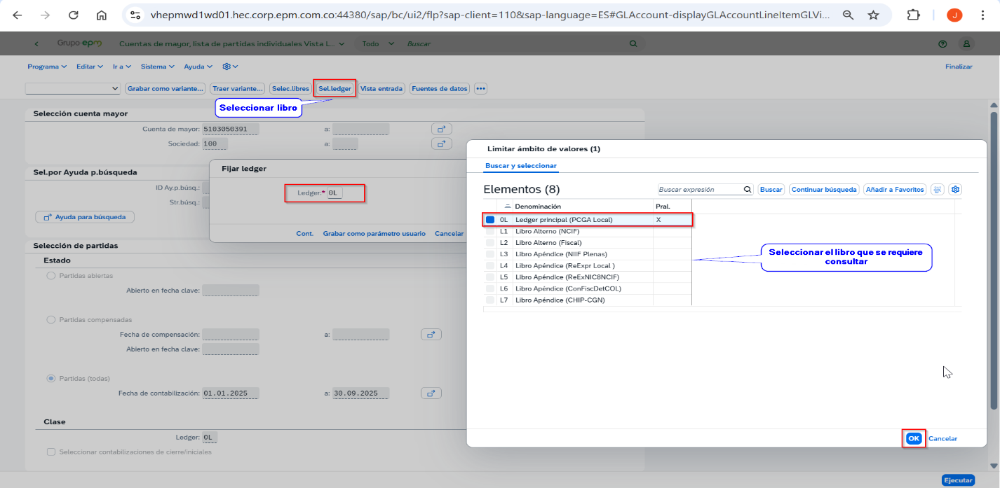 vhepmwd1wd01.hec.corp.epm.com.co:44380/sap/bc/ui2/flp?sap-client=110&sap-language=ES#GLAccount-displayGLAccountLineItemGLVi...
J
Grupo·epm Cuentas de mayor, lista de partidas individuales Vista L... Todo Buscar
Programa Editar Ir a Sistema Ayuda Finalizar
Grabar como variante... Traer variante... Selec.libres Sel.ledger Vista entrada Fuentes de datos •••
Seleccionar libro
Selección cuenta mayor
Cuenta de mayor: 5103050391 a:
Sociedad: 100 a:
Sel.por Ayuda p.búsqueda
ID Ay.p.búsq.:
Str.búsq.:
Ayuda para búsqueda
Selección de partidas
Estado
Partidas abiertas
Abierto en fecha clave:
Partidas compensadas
Fecha de compensación: a:
Abierto en fecha clave:
Partidas (todas)
Fecha de contabilización: 01.01.2025 a: 30.09.2025
Clase
Ledger: 0L
Seleccionar contabilizaciones de cierre/iniciales
Fijar ledger
Ledger:* 0L
Cont. Grabar como parámetro usuario Cancelar
Limitar ámbito de valores (1)
Buscar y seleccionar
Elementos (8) Buscar expresión Buscar Continuar búsqueda Añadir a Favoritos
Denominación Pral.
0L Ledger principal (PCGA Local) X
L1 Libro Alterno (NCIF)
L2 Libro Alterno (Fiscal)
L3 Libro Apéndice (NIIF Plenas)
L4 Libro Apéndice (ReExpr Local )
L5 Libro Apéndice (ReExNIC8NCIF)
L6 Libro Apéndice (ConFiscDetCOL)
L7 Libro Apéndice (CHIP-CGN)
Seleccionar el libro que se requiere
consultar
OK Cancelar
Ejecutar